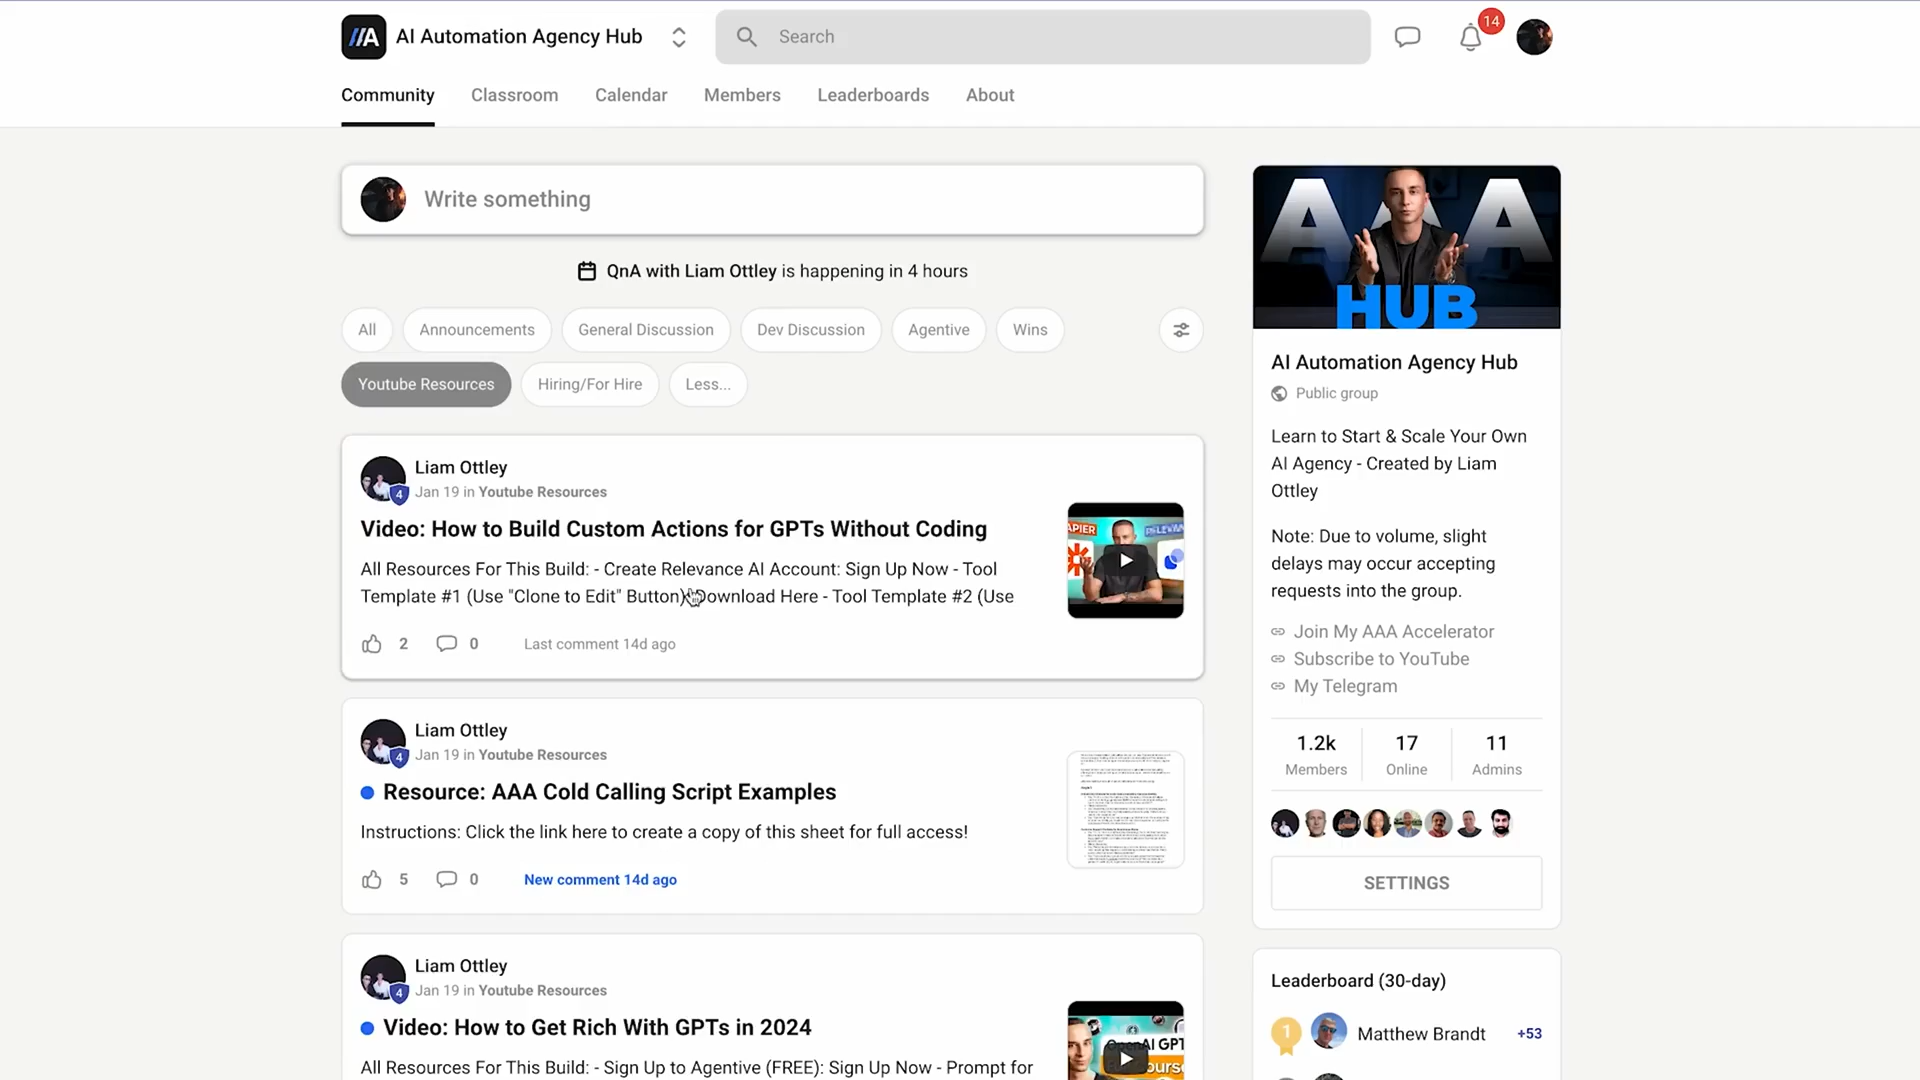 AI Automation Agency Hub
Search
14
Community
Classroom
Calendar
Members
Leaderboards
About
Write something
QnA with Liam Ottley is happening in 4 hours
All
Announcements
General Discussion
Dev Discussion
Agentive
Wins
Youtube Resources
Hiring/For Hire
Less...
Liam Ottley
4
Jan 19 in Youtube Resources
Video: How to Build Custom Actions for GPTs Without Coding
All Resources For This Build: - Create Relevance AI Account: Sign Up Now - Tool
Template #1 (Use "Clone to Edit" Button): Download Here - Tool Template #2 (Use
2
0
Last comment 14d ago
Liam Ottley
4
Jan 19 in Youtube Resources
Resource: AAA Cold Calling Script Examples
Instructions: Click the link here to create a copy of this sheet for full access!
5
0
New comment 14d ago
Liam Ottley
4
Jan 19 in Youtube Resources
Video: How to Get Rich With GPTs in 2024
All Resources For This Build: - Sign Up to Agentive (FREE): Sign Up Now - Prompt for
OpenAI GPT
AAA
HUB
AI Automation Agency Hub
Public group
Learn to Start & Scale Your Own
AI Agency - Created by Liam
Ottley
Note: Due to volume, slight
delays may occur accepting
requests into the group.
Join My AAA Accelerator
Subscribe to YouTube
My Telegram
1.2k
Members
17
Online
11
Admins
SETTINGS
Leaderboard (30-day)
1
Matthew Brandt
+53